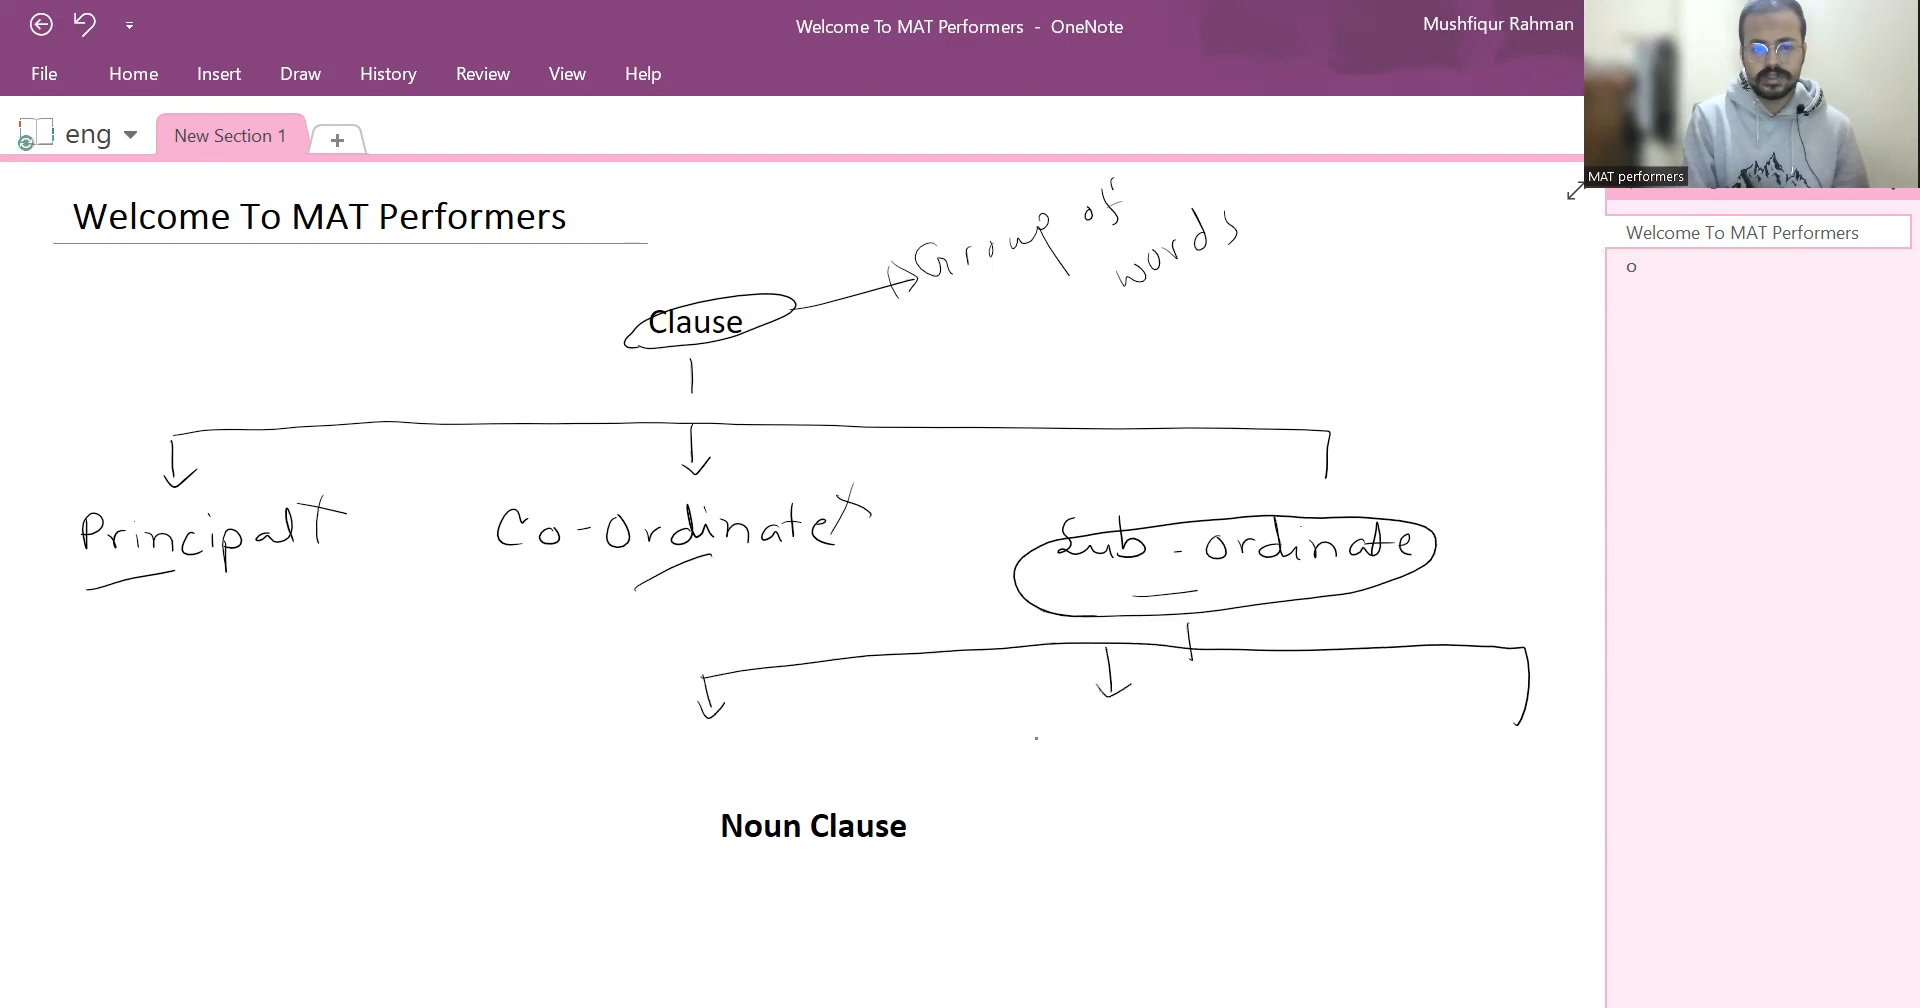 Welcome To MAT Performers - OneNote
Mushfiqur Rahman
File Home Insert Draw History Review View Help
MAT performers
eng
New Section 1
+
Welcome To MAT Performers
Welcome To MAT Performers
o
Group of
words
Clause
Principal
Co-Ordinate
Sub-ordinate
Noun Clause